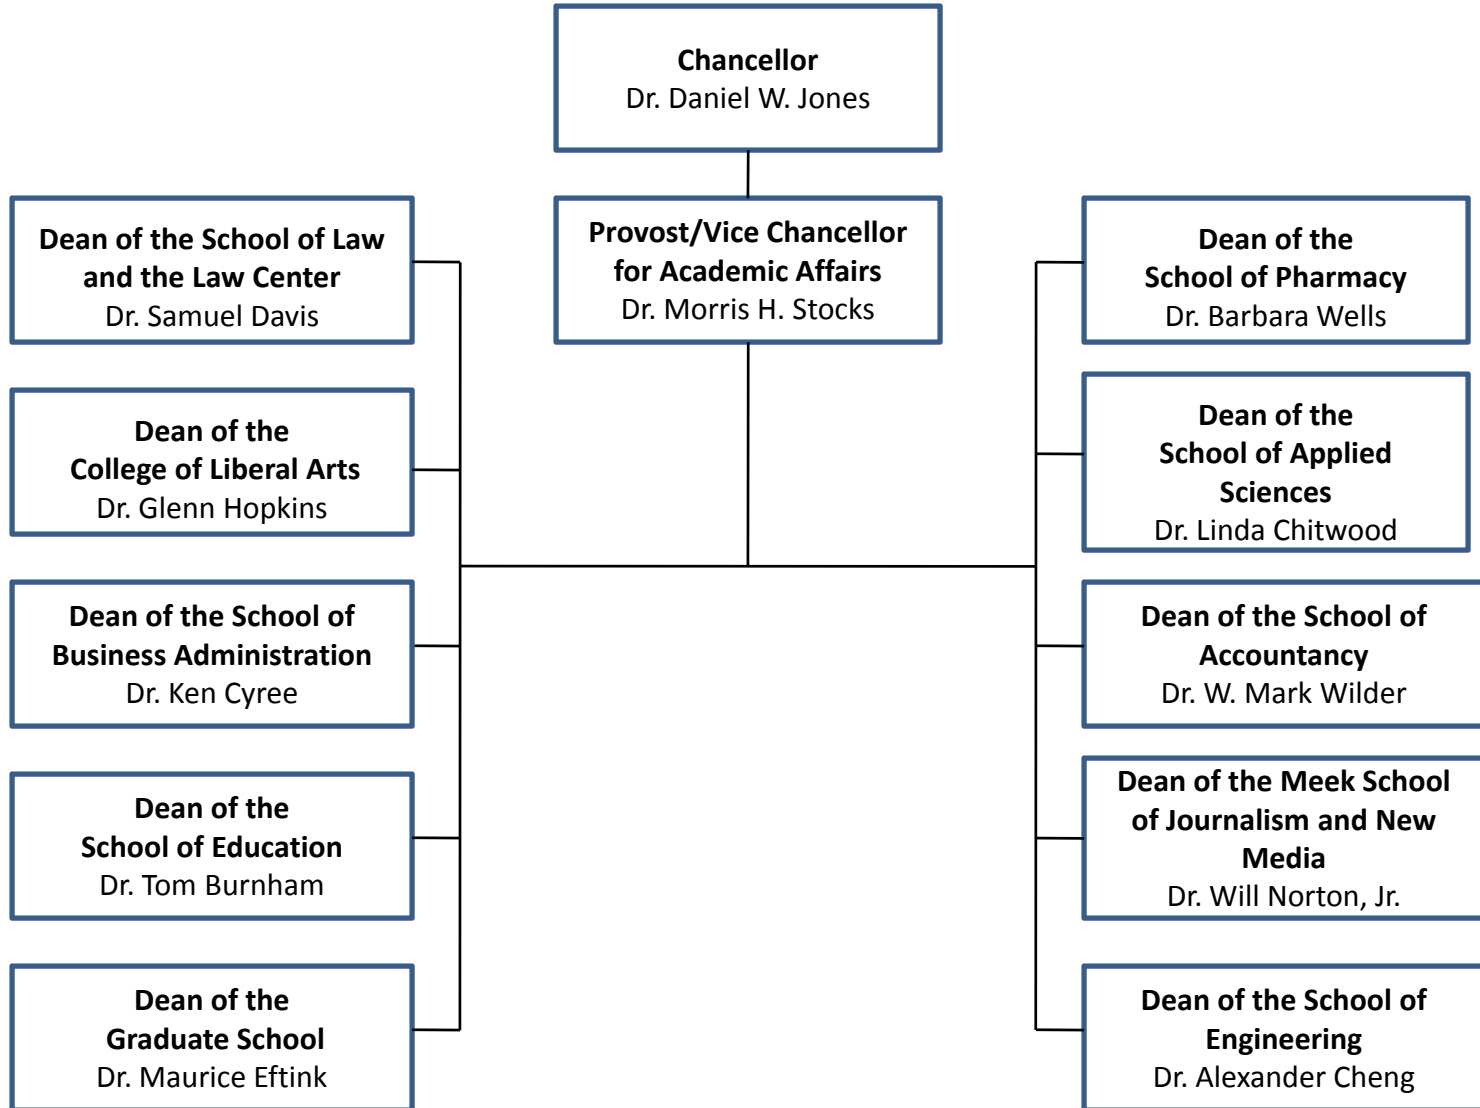 Chancellor
Dr. Daniel W. Jones
Provost/Vice Chancellor
for Academic Affairs
Dr. Morris H. Stocks
Dean of the School of Law
and the Law Center
Dr. Samuel Davis
Dean of the
College of Liberal Arts
Dr. Glenn Hopkins
Dean of the School of
Business Administration
Dr. Ken Cyree
Dean of the
School of Education
Dr. Tom Burnham
Dean of the
Graduate School
Dr. Maurice Eftink
Dean of the
School of Pharmacy
Dr. Barbara Wells
Dean of the
School of Applied
Sciences
Dr. Linda Chitwood
Dean of the School of
Accountancy
Dr. W. Mark Wilder
Dean of the Meek School
of Journalism and New
Media
Dr. Will Norton, Jr.
Dean of the School of
Engineering
Dr. Alexander Cheng